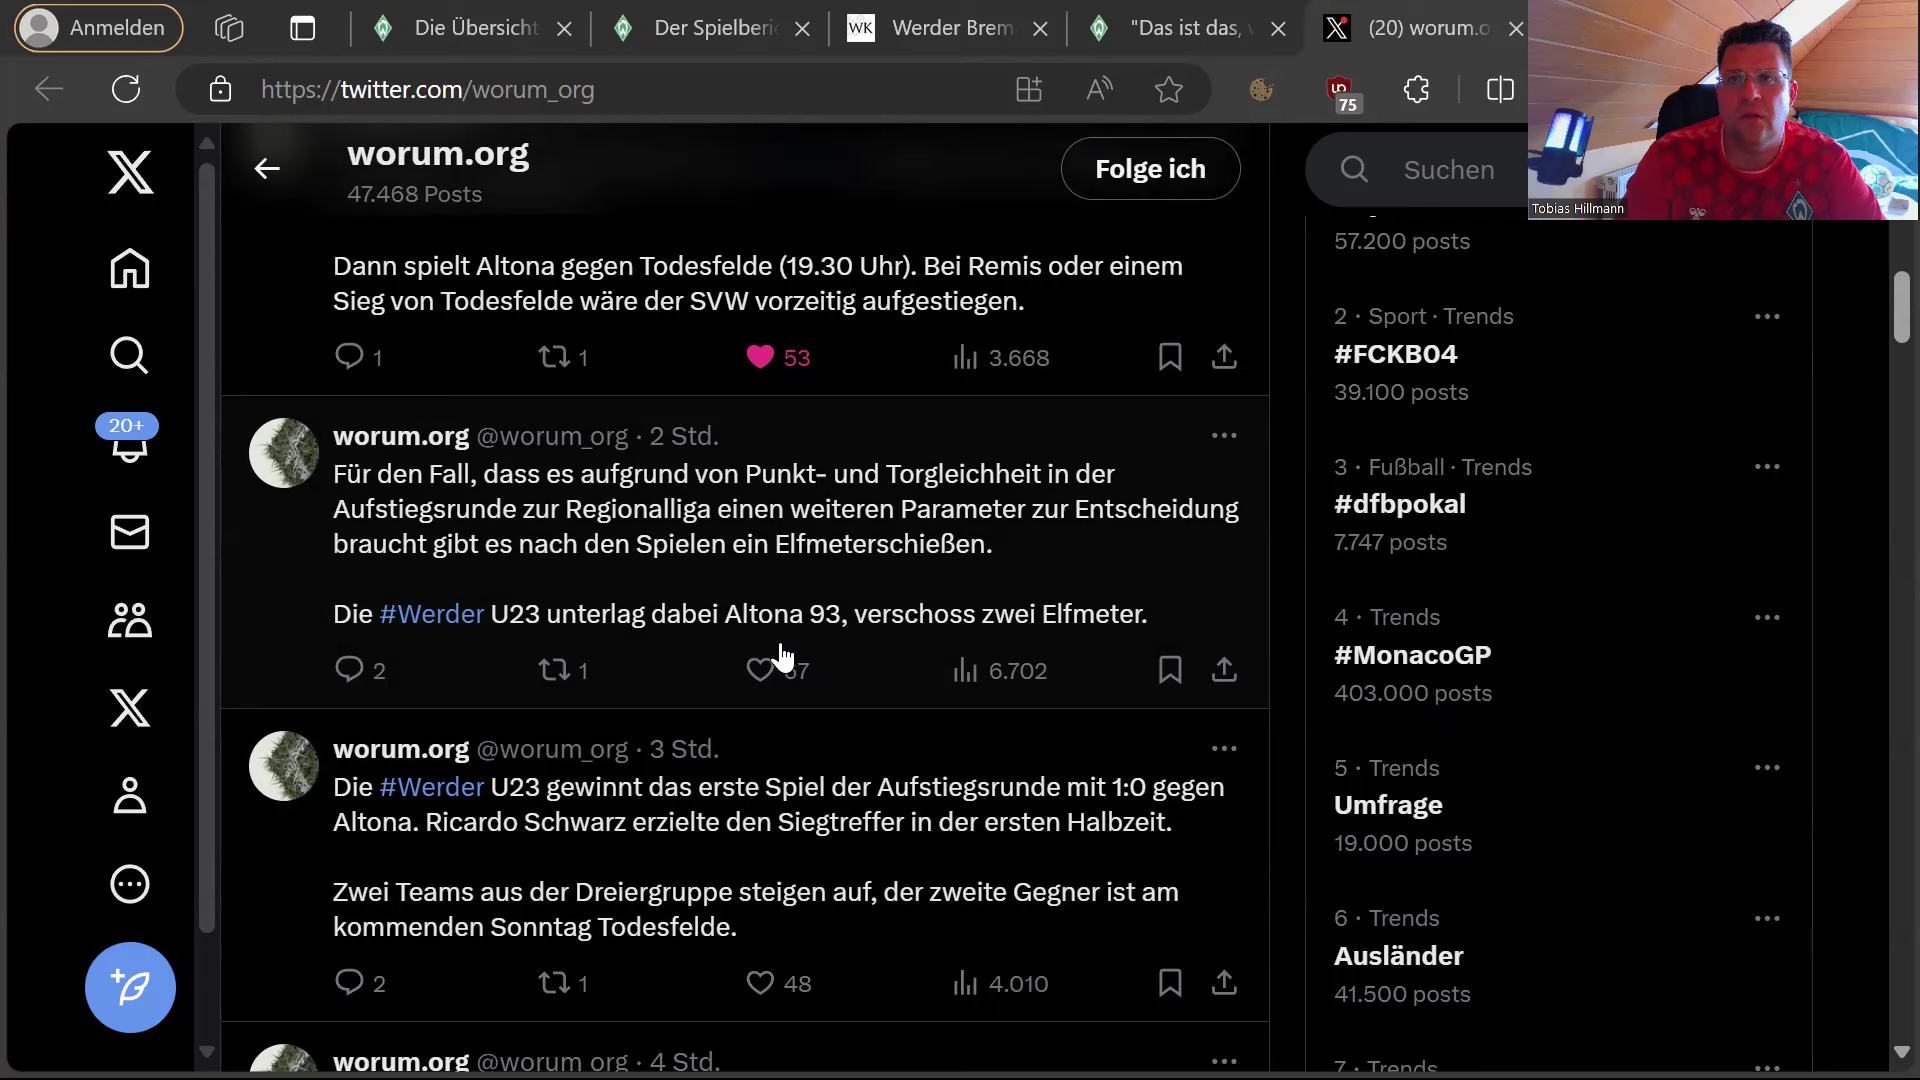 Anmelden
Die Übersicht
Der Spielberi
WK
Werder Brem
"Das ist das,
(20) worum.o
https://twitter.com/worum_org
75
worum.org
47.468 Posts
Folge ich
Suchen
Tobias Hillmann
57.200 posts
Dann spielt Altona gegen Todesfelde (19.30 Uhr). Bei Remis oder einem
Sieg von Todesfelde wäre der SVW vorzeitig aufgestiegen.
1
1
53
3.668
2 · Sport · Trends
#FCKB04
39.100 posts
20+
worum.org @worum_org · 2 Std.
Für den Fall, dass es aufgrund von Punkt- und Torgleichheit in der
Aufstiegsrunde zur Regionalliga einen weiteren Parameter zur Entscheidung
braucht gibt es nach den Spielen ein Elfmeterschießen.
Die #Werder U23 unterlag dabei Altona 93, verschoss zwei Elfmeter.
2
1
6.702
3 · Fußball · Trends
#dfbpokal
7.747 posts
4 · Trends
#MonacoGP
403.000 posts
worum.org @worum_org · 3 Std.
Die #Werder U23 gewinnt das erste Spiel der Aufstiegsrunde mit 1:0 gegen
Altona. Ricardo Schwarz erzielte den Siegtreffer in der ersten Halbzeit.
Zwei Teams aus der Dreiergruppe steigen auf, der zweite Gegner ist am
kommenden Sonntag Todesfelde.
2
1
48
4.010
5 · Trends
Umfrage
19.000 posts
6 · Trends
Ausländer
41.500 posts
worum.org @worum_org · 4 Std.
7 · Trends